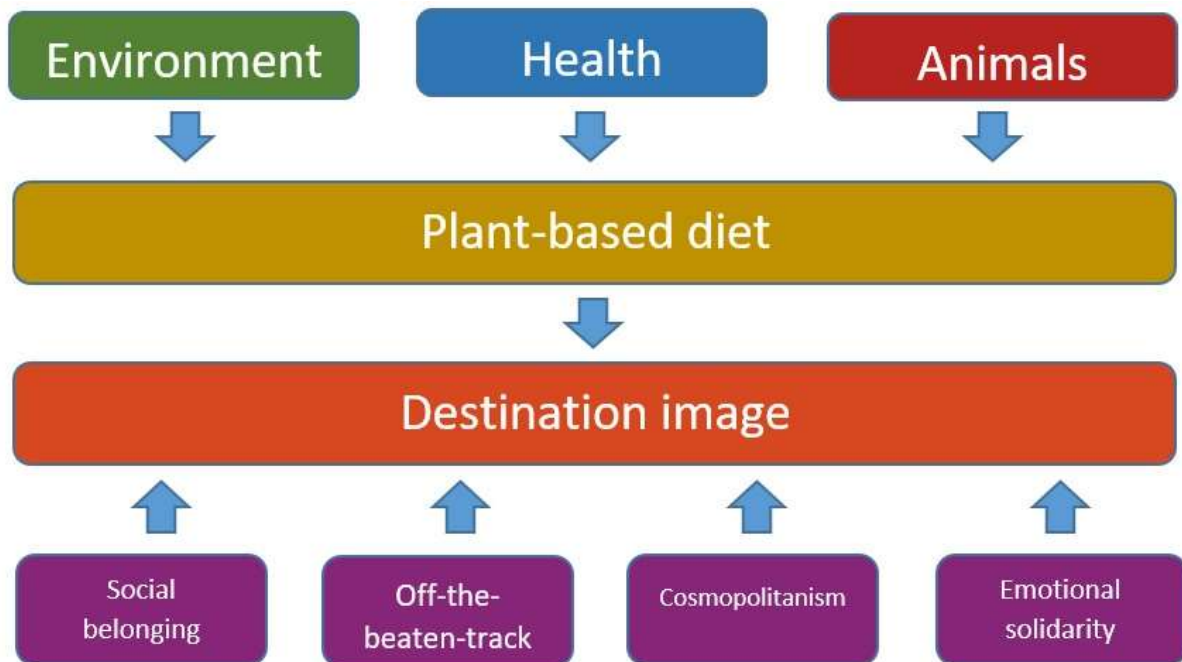 Environment
Health
Animals
Plant-based diet
Destination image
Social
belonging
Off-the-
beaten-track
Cosmopolitanism
Emotional
solidarity